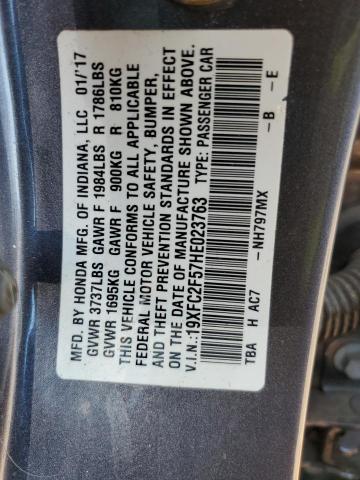 MFD. BY HONDA MFG. OF INDIANA, LLC 01/'17
GVWR 3737LBS GAWR F 1984LBS R 1786LBS
GVWR 1695KG GAWR F 900KG R 810KG
THIS VEHICLE CONFORMS TO ALL APPLICABLE
FEDERAL MOTOR VEHICLE SAFETY, BUMPER,
AND THEFT PREVENTION STANDARDS IN EFFECT
ON THE DATE OF MANUFACTURE SHOWN ABOVE.
V.I.N.:19XFC2F57HE023763 TYPE: PASSENGER CAR
TBA H AC7 -NH797MX -B -E